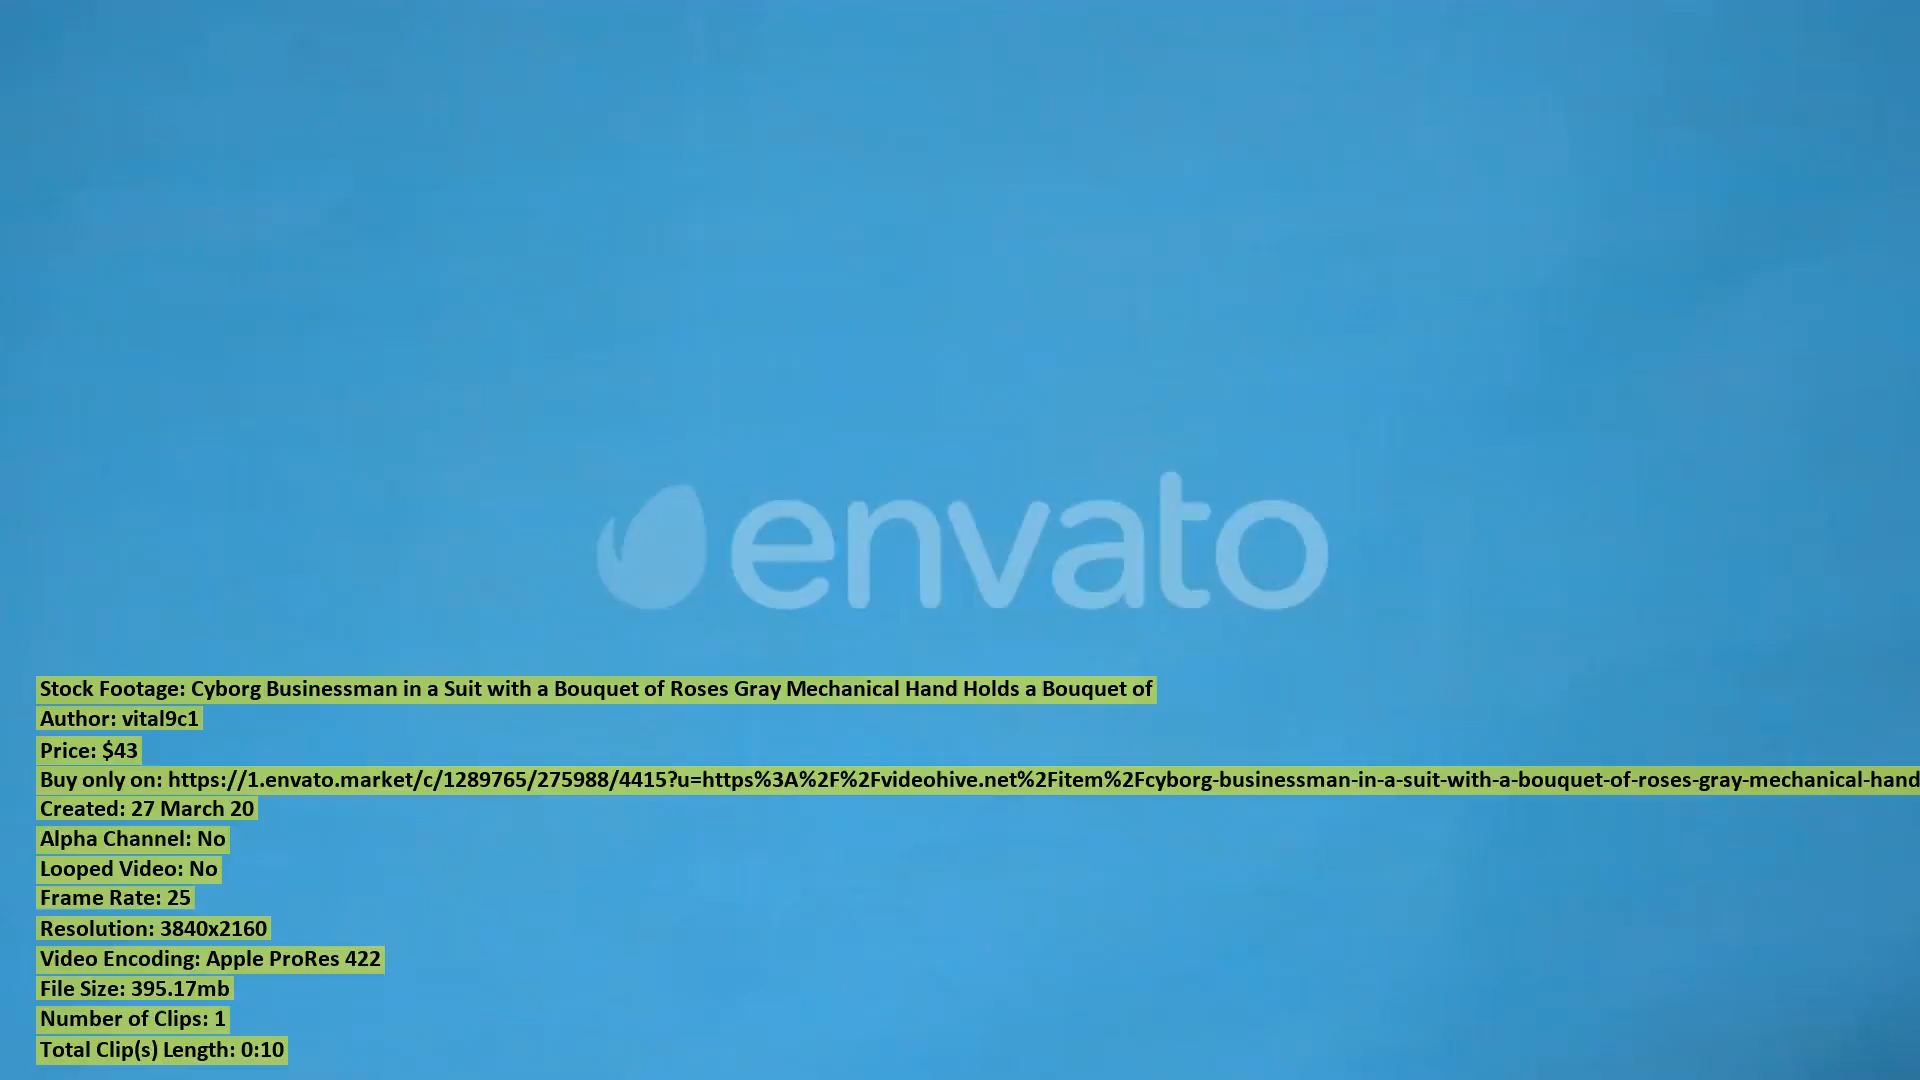 envato
Stock Footage: Cyborg Businessman in a Suit with a Bouquet of Roses Gray Mechanical Hand Holds a Bouquet of
Author: vital9c1
Price: $43
Buy only on: https://1.envato.market/c/1289765/275988/4415?u=https%3A%2F%2Fvideohive.net%2Fitem%2Fcyborg-businessman-in-a-suit-with-a-bouquet-of-roses-gray-mechanical-hand
Created: 27 March 20
Alpha Channel: No
Looped Video: No
Frame Rate: 25
Resolution: 3840x2160
Video Encoding: Apple ProRes 422
File Size: 395.17mb
Number of Clips: 1
Total Clip(s) Length: 0:10